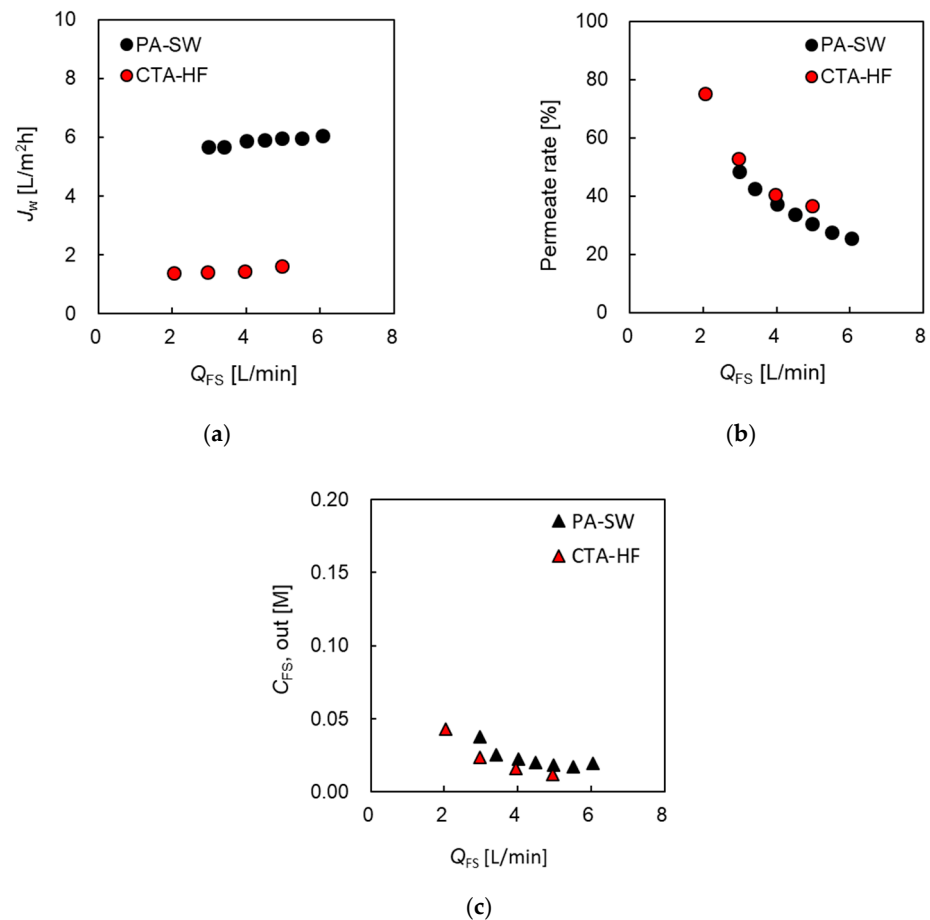 10
8
6
4
2
0
0 2 4 6 8
PA-SW
CTA-HF
Jw [L/m²h]
QFS [L/min]
(a)
100
80
60
40
20
0
0 2 4 6 8
PA-SW
CTA-HF
Permeate rate [%]
QFS [L/min]
(b)
0.20
0.15
0.10
0.05
0.00
0 2 4 6 8
PA-SW
CTA-HF
CFS, out [M]
QFS [L/min]
(c)